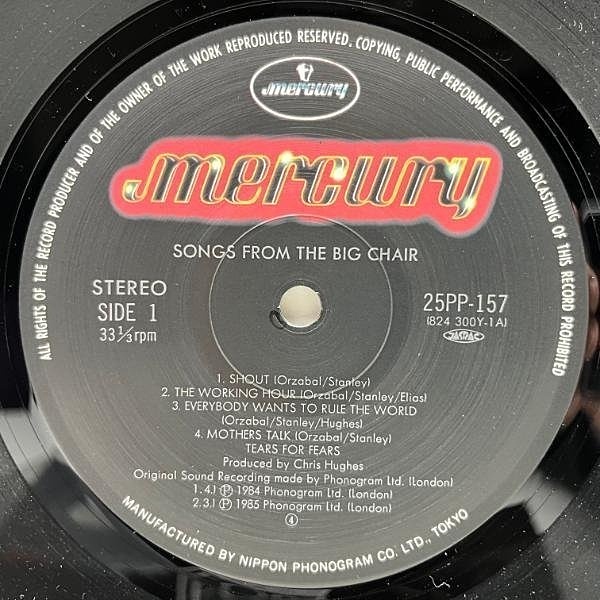 ALL RIGHTS OF THE RECORD PRODUCER AND OF THE OWNER OF THE WORK REPRODUCED RESERVED. COPYING, PUBLIC PERFORMANCE AND BROADCASTING OF THIS RECORD PROHIBITED
mercury
mercury
SONGS FROM THE BIG CHAIR
STEREO
SIDE 1
33 1/3 rpm
25PP-157
(824 300Y-1A)
JASRAC
1. SHOUT (Orzabal/Stanley)
2. THE WORKING HOUR (Orzabal/Stanley/Elias)
3. EVERYBODY WANTS TO RULE THE WORLD
(Orzabal/Stanley/Hughes)
4. MOTHERS TALK (Orzabal/Stanley)
TEARS FOR FEARS
Produced by Chris Hughes
Original Sound Recording made by Phonogram Ltd. (London)
1.4.) ℗ 1984 Phonogram Ltd. (London)
2.3.) ℗ 1985 Phonogram Ltd. (London)
④
MANUFACTURED BY NIPPON PHONOGRAM CO. LTD., TOKYO